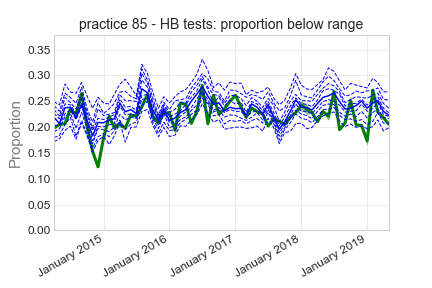 practice 85 - HB tests: proportion below range
Proportion
0.35
0.30
0.25
0.20
0.15
0.10
0.05
0.00
January 2015
January 2016
January 2017
January 2018
January 2019